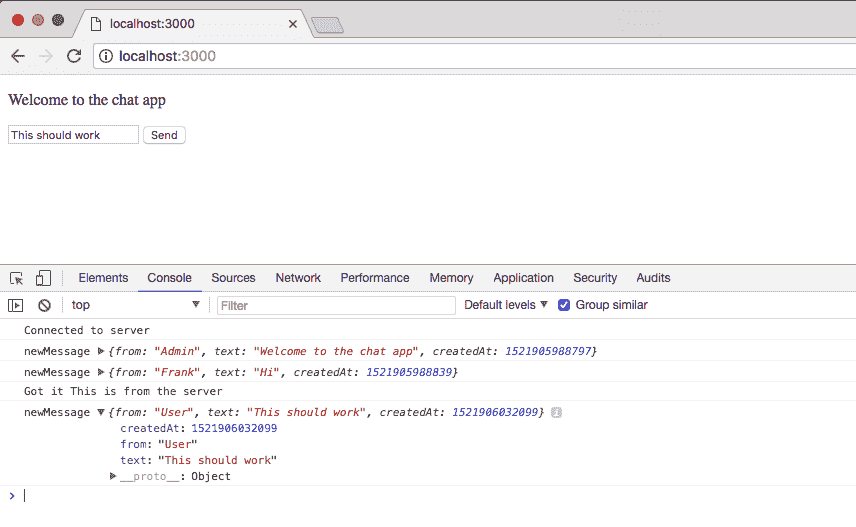 localhost:3000
localhost:3000
Welcome to the chat app
This should work Send
Elements Console Sources Network Performance Memory Application Security Audits
top Filter Default levels Group similar
Connected to server
newMessage {from: "Admin", text: "Welcome to the chat app", createdAt: 1521905988797}
newMessage {from: "Frank", text: "Hi", createdAt: 1521905988839}
Got it This is from the server
newMessage {from: "User", text: "This should work", createdAt: 1521906032099}
createdAt: 1521906032099
from: "User"
text: "This should work"
__proto__: Object